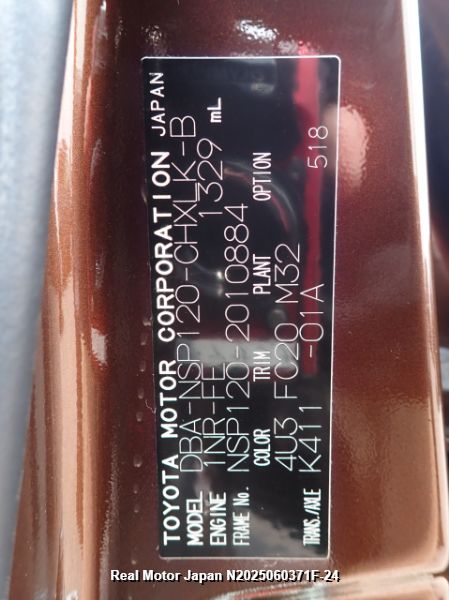 TOYOTA MOTOR CORPORATION JAPAN
MODEL DBA-NSP120-CHXLK-B
ENGINE 1NR-FE 1329 mL
FRAME No. NSP120-2010884
COLOR TRIM PLANT OPTION
4U3 FC20 M32
TRANS./AXLE K411 -01A 518
Real Motor Japan N2025060371F-24